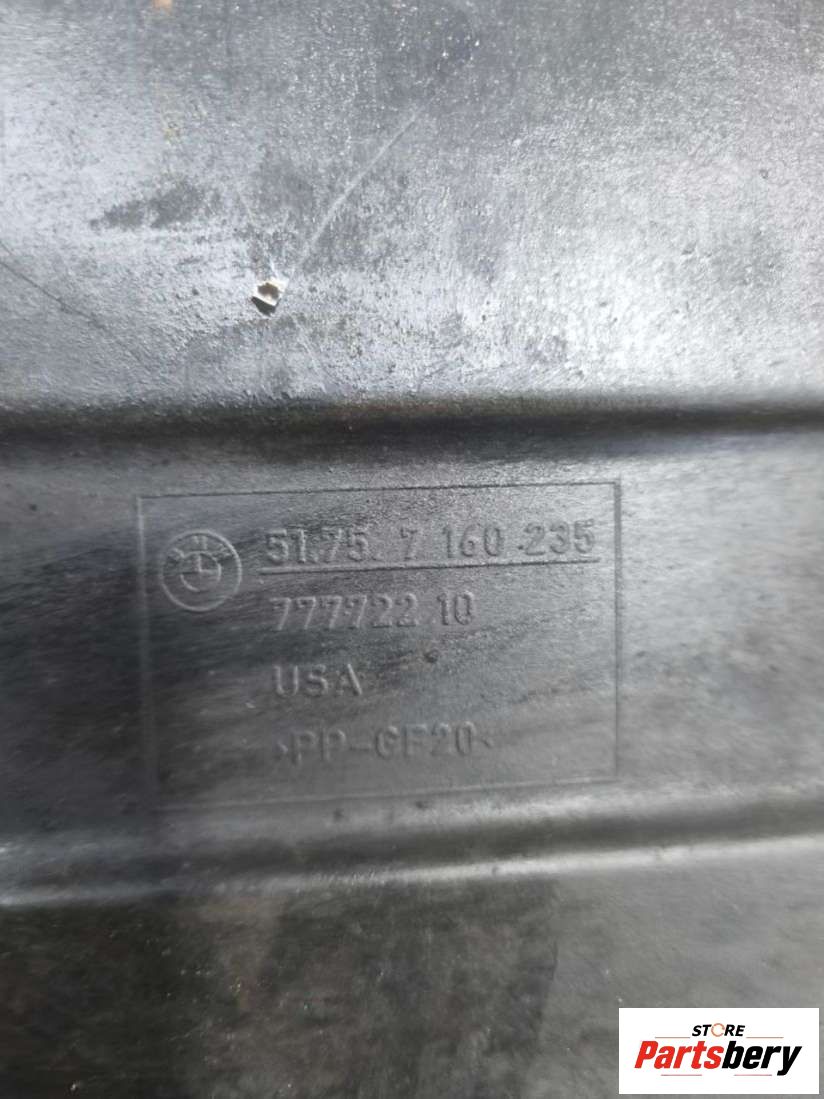 51.75 7 160 235
777722 10
USA
>PP-GF20<
STORE
Partsbery